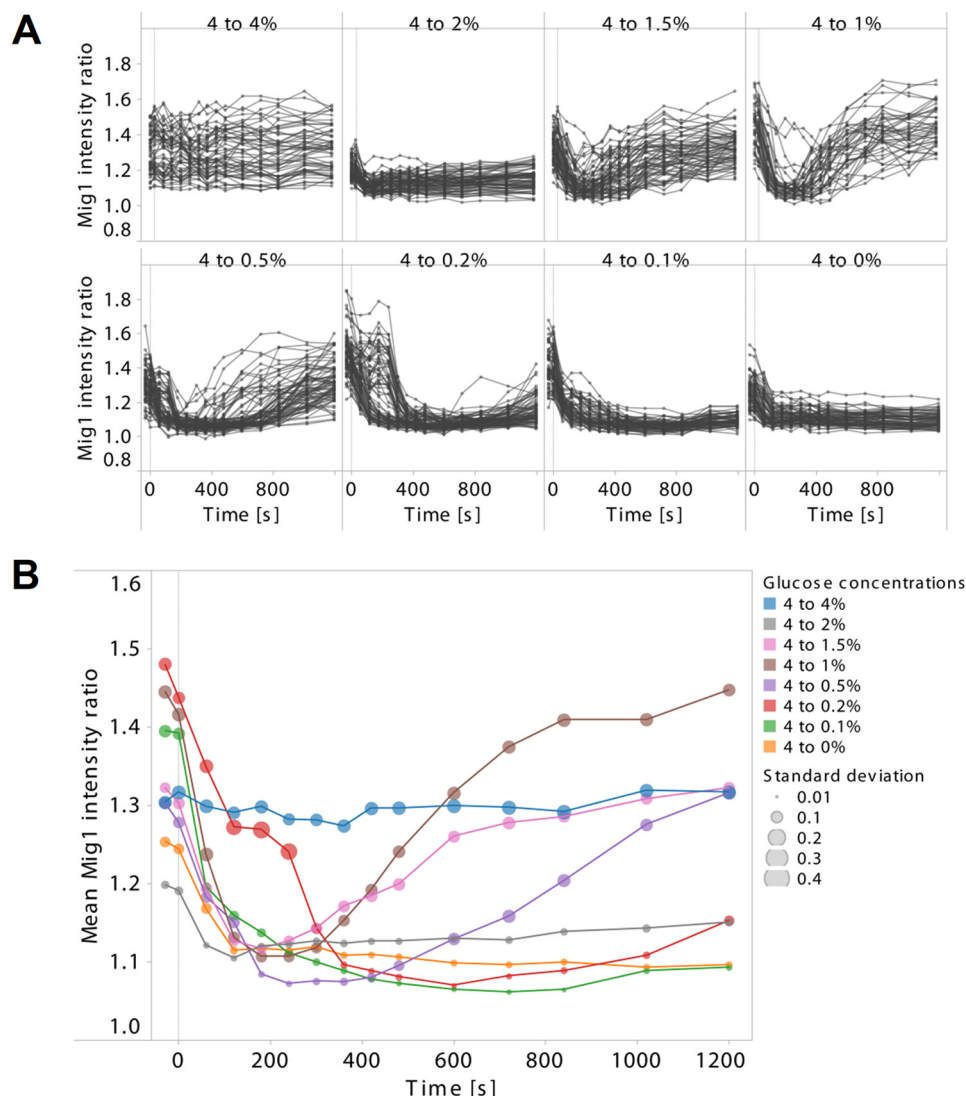 A
4 to 4% 4 to 2% 4 to 1.5% 4 to 1%
Mig1 intensity ratio
1.8
1.6
1.4
1.2
1.0
0.8
4 to 0.5% 4 to 0.2% 4 to 0.1% 4 to 0%
Mig1 intensity ratio
1.8
1.6
1.4
1.2
1.0
0.8
0 400 800 0 400 800 0 400 800 0 400 800
Time [s] Time [s] Time [s] Time [s]
B
Mean Mig1 intensity ratio
1.6
1.5
1.4
1.3
1.2
1.1
1.0
0 200 400 600 800 1000 1200
Time [s]
Glucose concentrations
4 to 4%
4 to 2%
4 to 1.5%
4 to 1%
4 to 0.5%
4 to 0.2%
4 to 0.1%
4 to 0%
Standard deviation
0.01
0.1
0.2
0.3
0.4